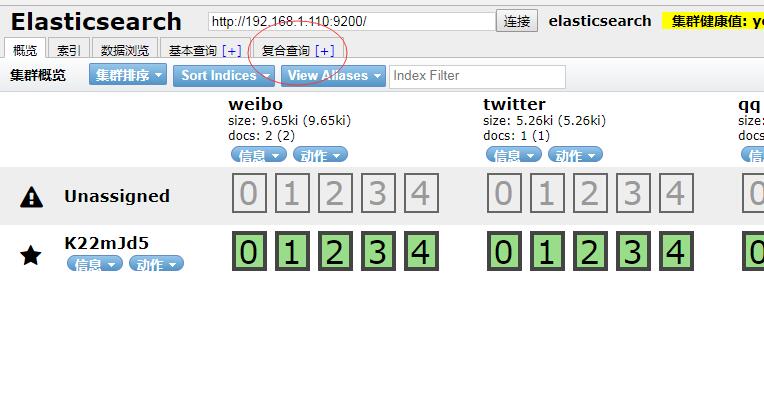 Elasticsearch http://192.168.1.110:9200/ 连接 elasticsearch 集群健康值:
概览 索引 数据浏览 基本查询 [+] 复合查询 [+]
集群概览 集群排序 Sort Indices View Aliases Index Filter
weibo twitter qq
size: 9.65ki (9.65ki) size: 5.26ki (5.26ki) size:
docs: 2 (2) docs: 1 (1) docs:
信息 动作 信息 动作
Unassigned 0 1 2 3 4 0 1 2 3 4 0
K22mJd5 0 1 2 3 4 0 1 2 3 4 0
信息 动作